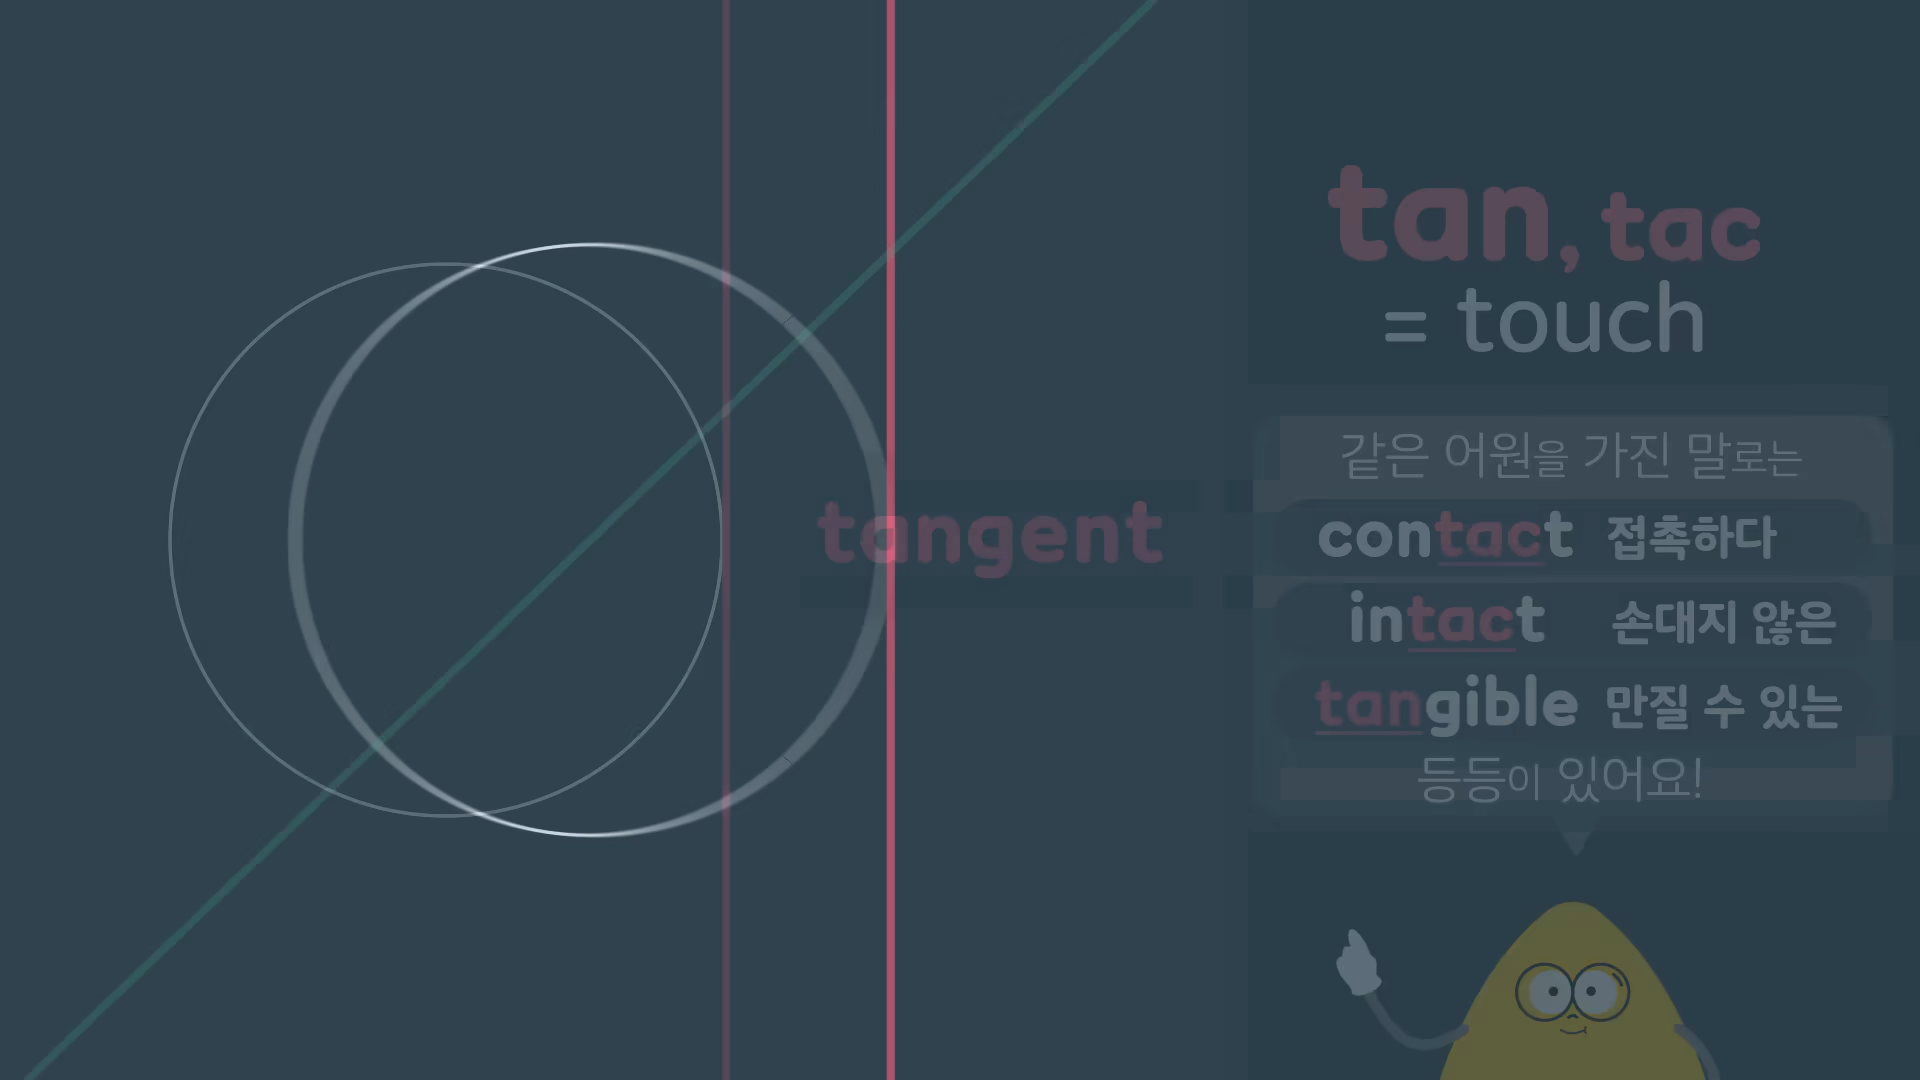 tangent
tan, tac
= touch
같은 어원을 가진 말로는
contact 접촉하다
intact 손대지 않은
tangible 만질 수 있는
등등이 있어요!